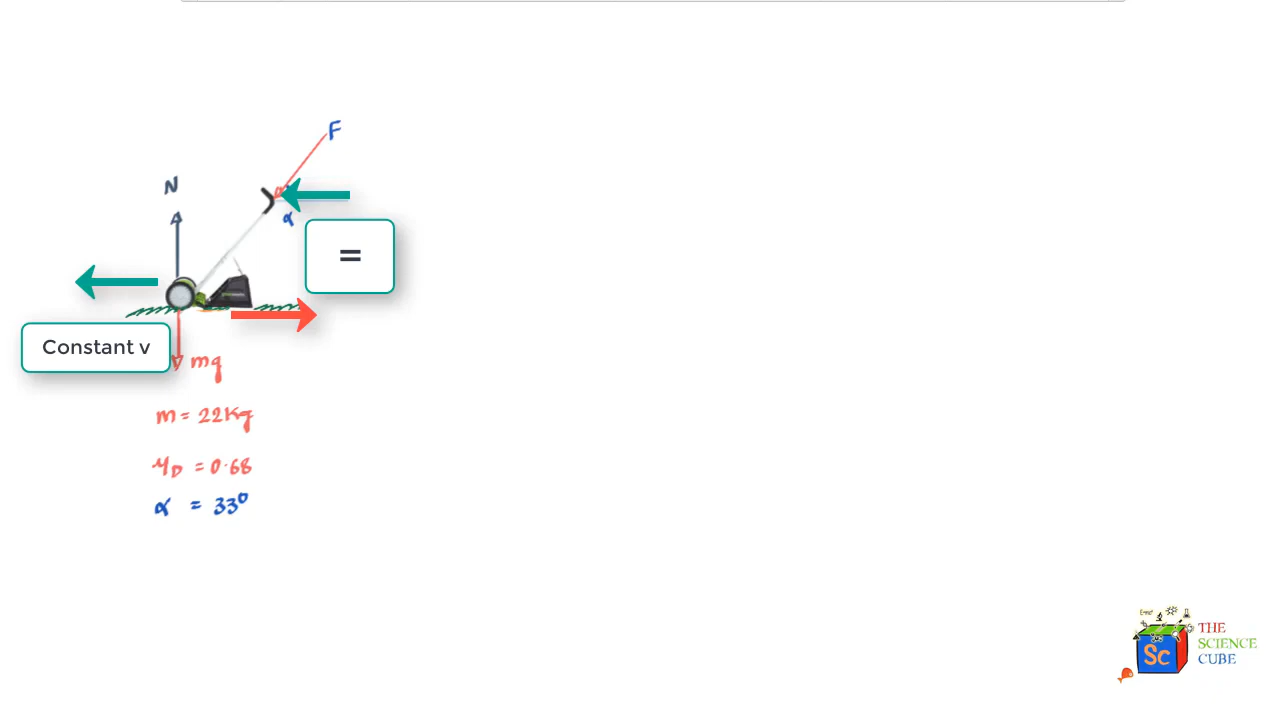 F
N
α
=
Constant v
mg
m = 22Kg
μD = 0.68
α = 33°
Sc
THE
SCIENCE
CUBE